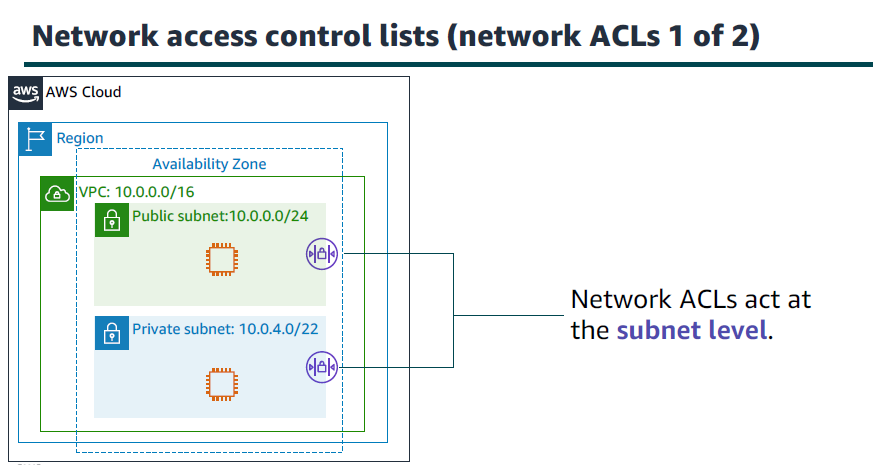 Network access control lists (network ACLs 1 of 2)
aws
AWS Cloud
Region
Availability Zone
VPC: 10.0.0.0/16
Public subnet:10.0.0.0/24
Private subnet: 10.0.4.0/22
Network ACLs act at
the subnet level.